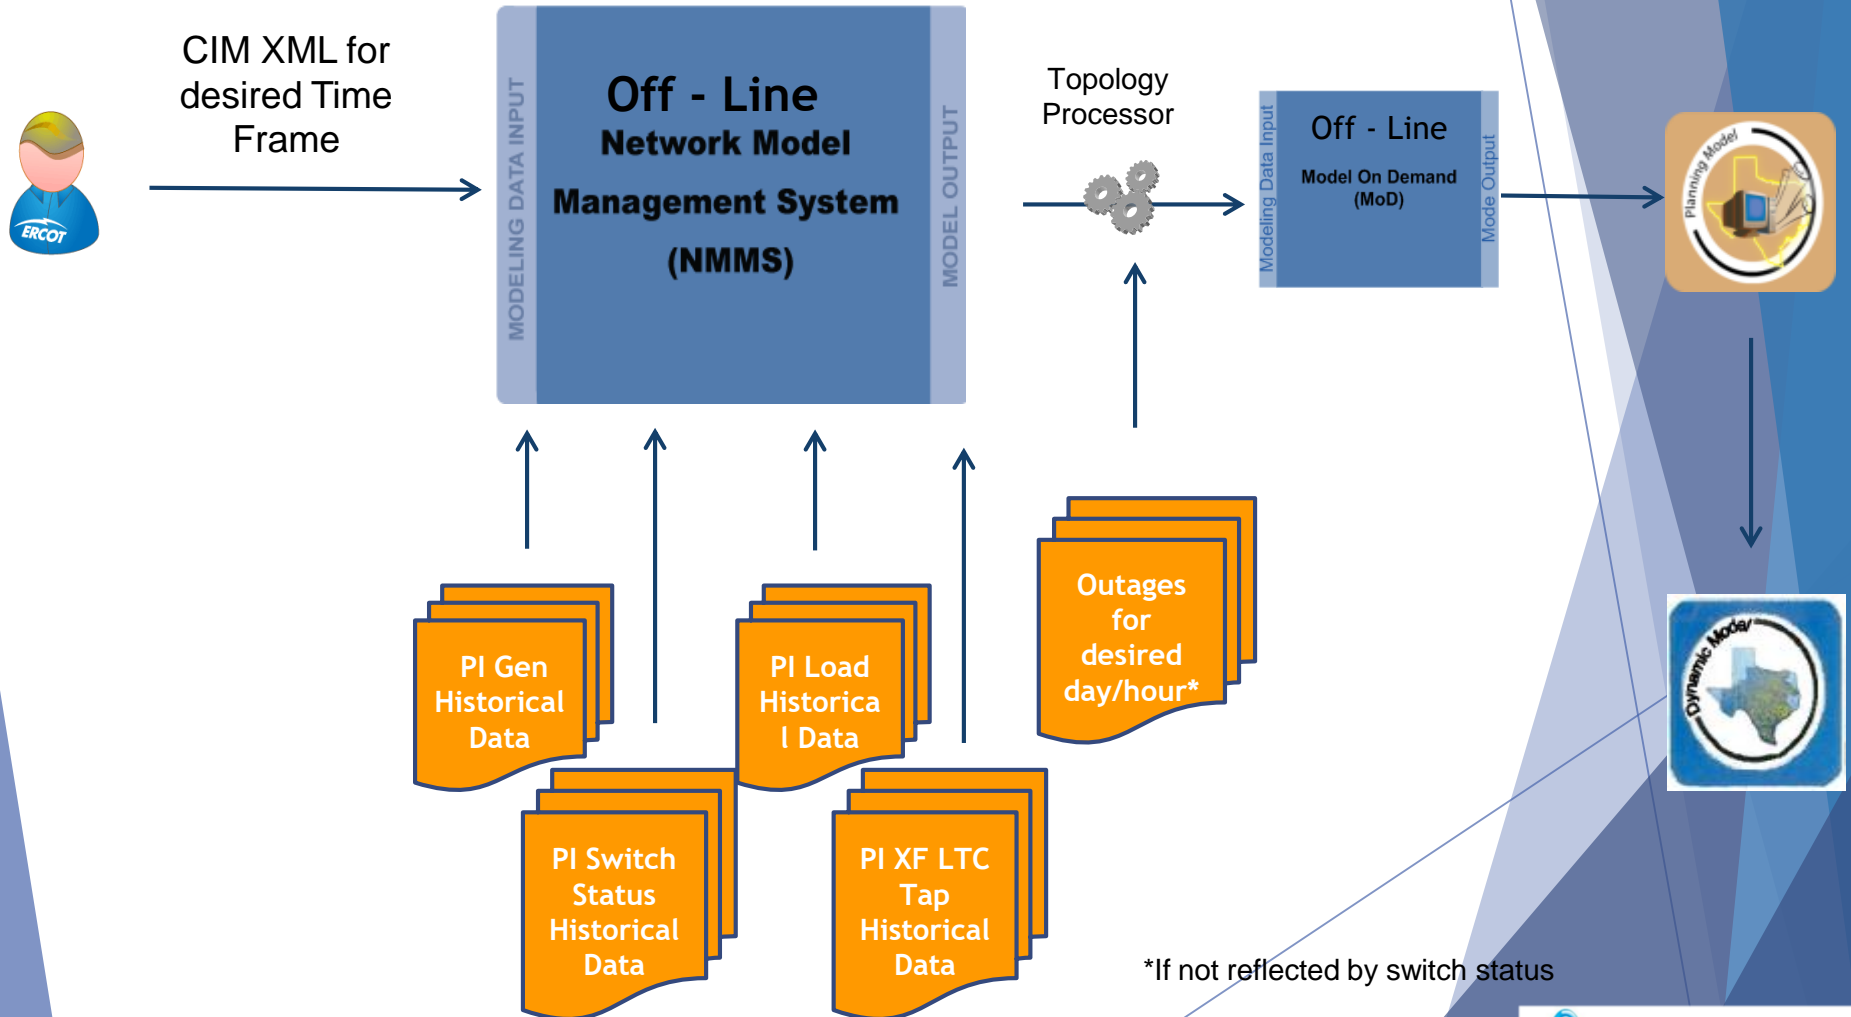 CIM XML for
desired Time
Frame
ERCOT
MODELING DATA INPUT
Off - Line
Network Model
Management System
(NMMS)
MODEL OUTPUT
Topology
Processor
Modeling Data Input
Off - Line
Model On Demand
(MoD)
Mode Output
Planning Model
Dynamic Model
PI Gen
Historical
Data
PI Load
Historica
l Data
Outages
for
desired
day/hour*
PI Switch
Status
Historical
Data
PI XF LTC
Tap
Historical
Data
*If not reflected by switch status